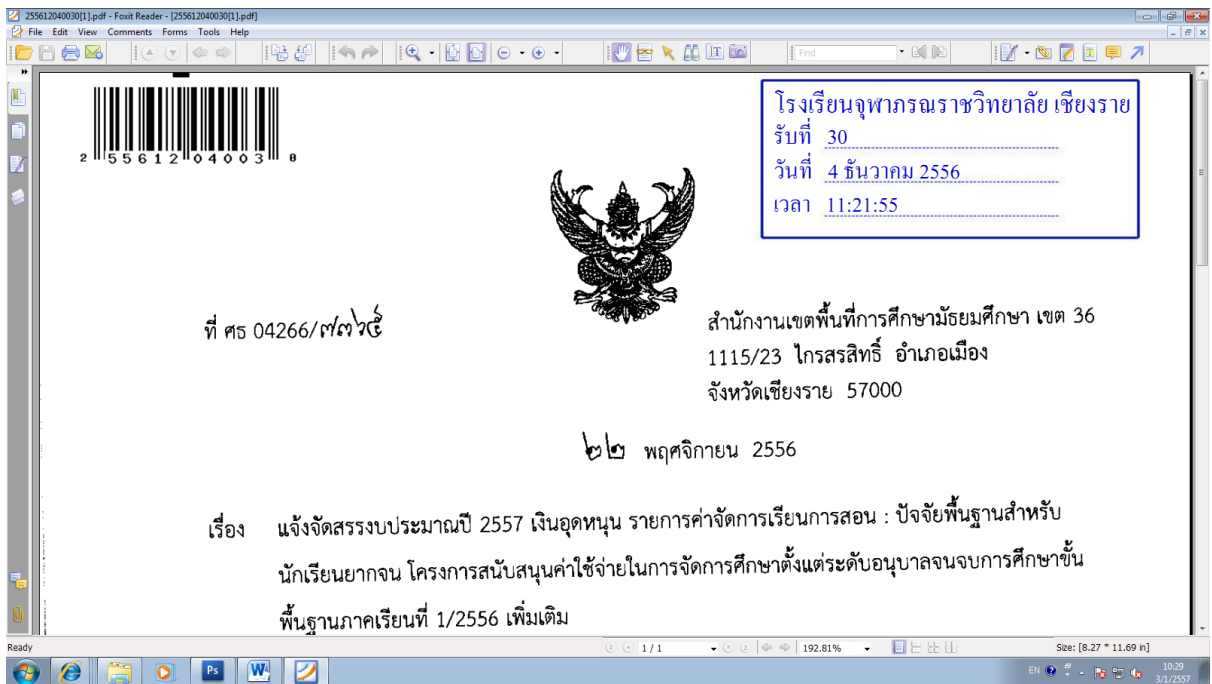 255612040030[1].pdf - Foxit Reader - [255612040030[1].pdf]
File Edit View Comments Forms Tools Help
Find
2 55612 04003 0
โรงเรียนจุฬาภรณราชวิทยาลัย เชียงราย
รับที่ 30
วันที่ 4 ธันวาคม 2556
เวลา 11:21:55
ที่ ศธ 04266/๗๓๖๕
สำนักงานเขตพื้นที่การศึกษามัธยมศึกษา เขต 36
1115/23 ไกรสรสิทธิ์ อำเภอเมือง
จังหวัดเชียงราย 57000
๒๒ พฤศจิกายน 2556
เรื่อง แจ้งจัดสรรงบประมาณปี 2557 เงินอุดหนุน รายการค่าจัดการเรียนการสอน : ปัจจัยพื้นฐานสำหรับ
นักเรียนยากจน โครงการสนับสนุนค่าใช้จ่ายในการจัดการศึกษาตั้งแต่ระดับอนุบาลจนจบการศึกษาขั้น
พื้นฐานภาคเรียนที่ 1/2556 เพิ่มเติม
Ready
1 / 1
192.81%
Size: [8.27 * 11.69 in]
Ps
W
EN
10:29
3/1/2557